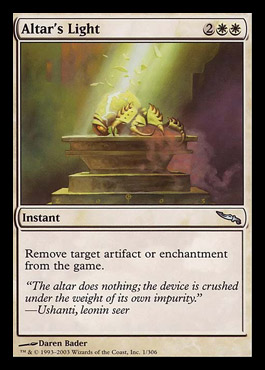 Altar's Light 2
Instant
Remove target artifact or enchantment
from the game.
"The altar does nothing; the device is crushed
under the weight of its own impurity."
—Ushanti, leonin seer
Daren Bader
™ & © 1993–2003 Wizards of the Coast, Inc. 1/306